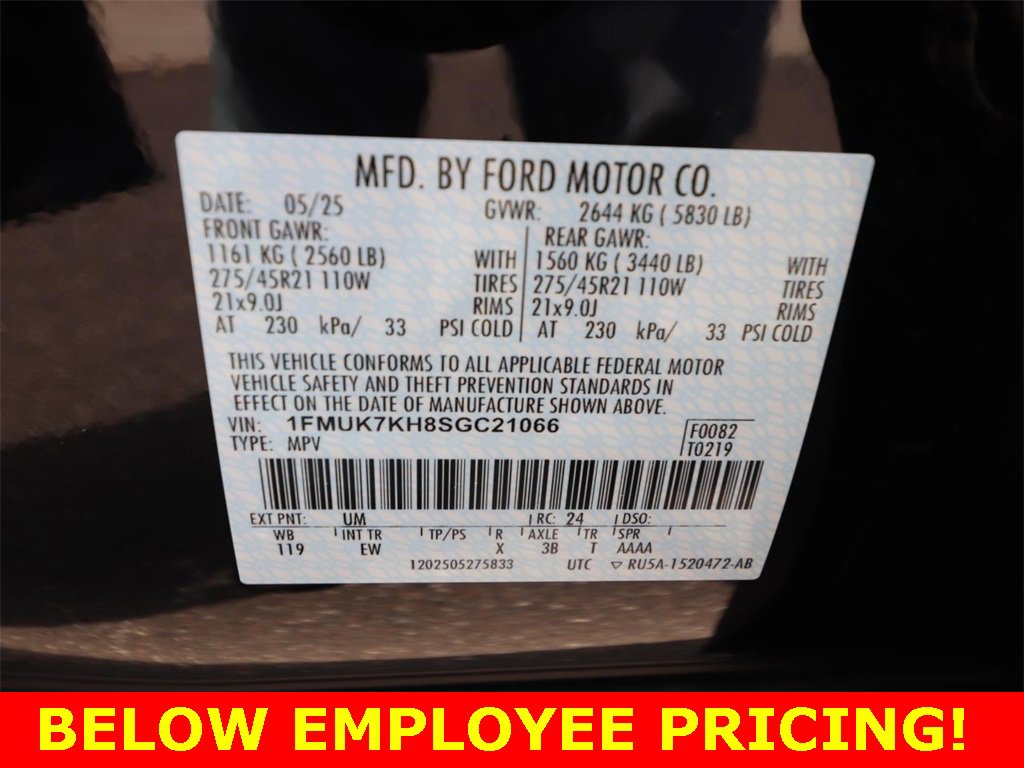 MFD. BY FORD MOTOR CO.
DATE: 05/25 GVWR: 2644 KG ( 5830 LB)
FRONT GAWR: REAR GAWR:
1161 KG ( 2560 LB) WITH 1560 KG ( 3440 LB) WITH
275/45R21 110W TIRES 275/45R21 110W TIRES
21x9.0J RIMS 21x9.0J RIMS
AT 230 kPa/ 33 PSI COLD AT 230 kPa/ 33 PSI COLD
THIS VEHICLE CONFORMS TO ALL APPLICABLE FEDERAL MOTOR
VEHICLE SAFETY AND THEFT PREVENTION STANDARDS IN
EFFECT ON THE DATE OF MANUFACTURE SHOWN ABOVE.
VIN: 1FMUK7KH8SGC21066 F0082
TYPE: MPV T0219
EXT PNT: UM RC: 24 DSO:
WB INT TR TP/PS R AXLE TR SPR
119 EW X 3B T AAAA
1202505275833 UTC ▽ RU5A-1520472-AB
BELOW EMPLOYEE PRICING!